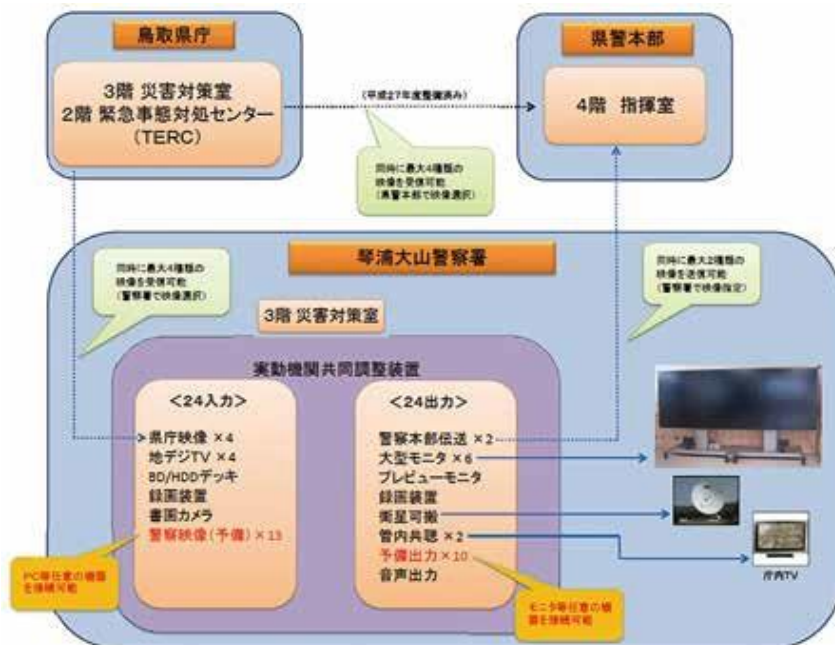 鳥取県庁
3階 災害対策室
2階 緊急事態対処センター
(TERC)
(平成27年度整備済み)
県警本部
4階 指揮室
同時に最大4種類の
映像を受信可能
(県警本部で映像選択)
琴浦大山警察署
同時に最大4種類の
映像を受信可能
(警察署で映像選択)
同時に最大2種類の
映像を送信可能
(警察署で映像指定)
3階 災害対策室
実動機関共同調整装置
<24入力>
県庁映像 ×4
地デジTV ×4
BD/HDDデッキ
録画装置
書画カメラ
警察映像(予備)×13
PC等任意の機器
を接続可能
<24出力>
警察本部伝送 ×2
大型モニタ ×6
プレビューモニタ
録画装置
衛星可搬
管内共聴 ×2
予備出力×10
音声出力
モニタ等任意の機
器を接続可能
庁内TV